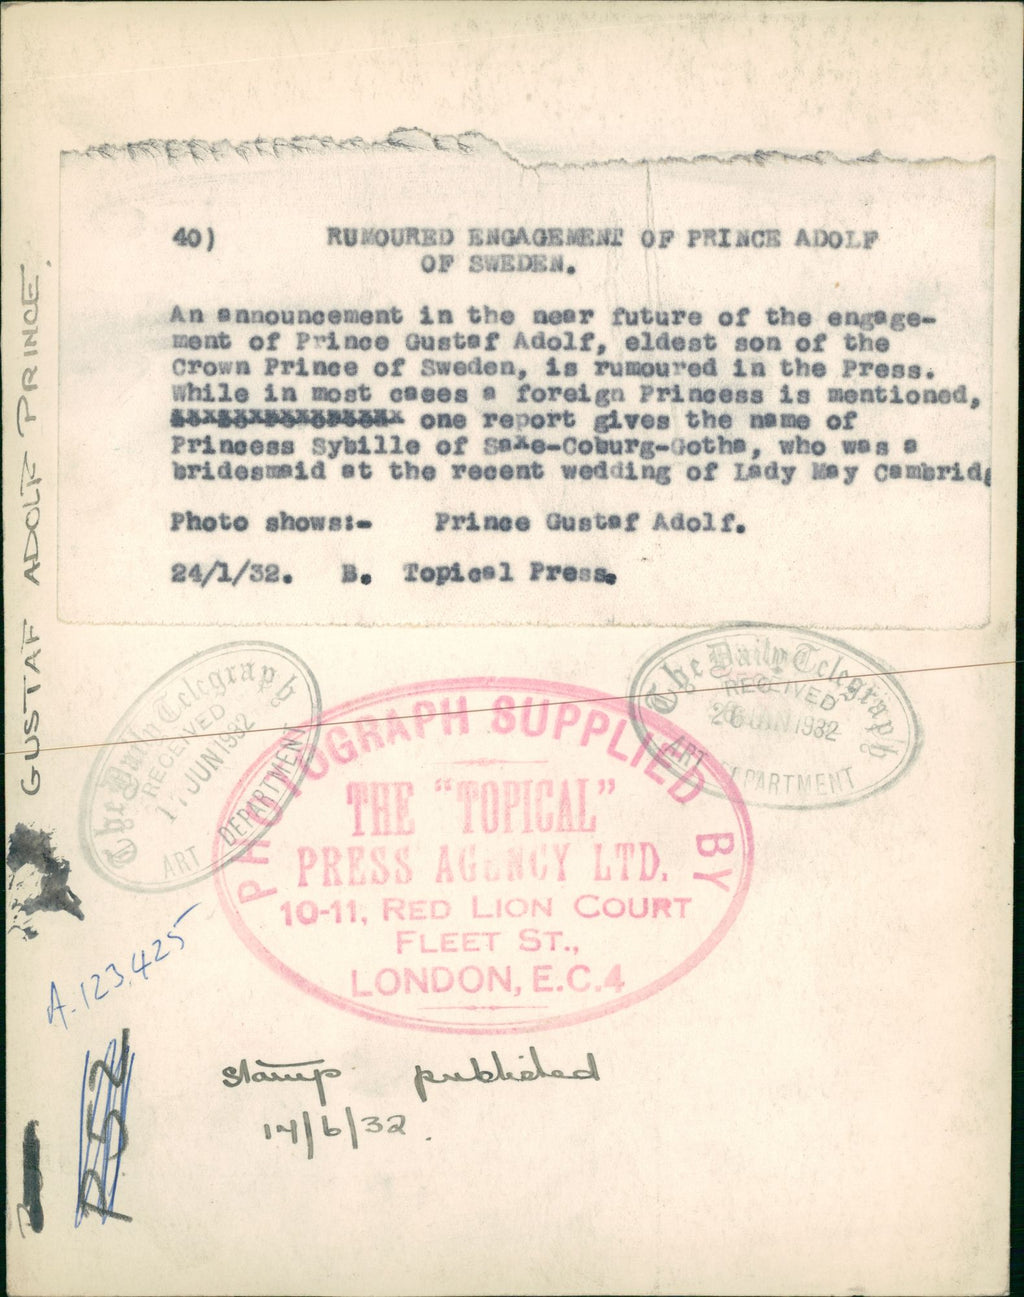 40) RUMOURED ENGAGEMENT OF PRINCE ADOLF
OF SWEDEN.
An announcement in the near future of the engage-
ment of Prince Gustaf Adolf, eldest son of the
Crown Prince of Sweden, is rumoured in the Press.
While in most cases a foreign Princess is mentioned,
one report gives the name of
Princess Sybille of Saxe-Coburg-Gotha, who was a
bridesmaid at the recent wedding of Lady May Cambridg
Photo shows:- Prince Gustaf Adolf.
24/1/32. B. Topical Press.
GUSTAF ADOLF PRINCE.
The Daily Telegraph
RECEIVED
17 JUN 1932
ART DEPARTMENT
The Daily Telegraph
RECEIVED
26 JAN 1932
ART DEPARTMENT
PHOTOGRAPH SUPPLIED BY
THE "TOPICAL"
PRESS AGENCY LTD.
10-11, RED LION COURT
FLEET ST.,
LONDON, E.C.4
A.123,425
P52
stamp published
17/6/32.